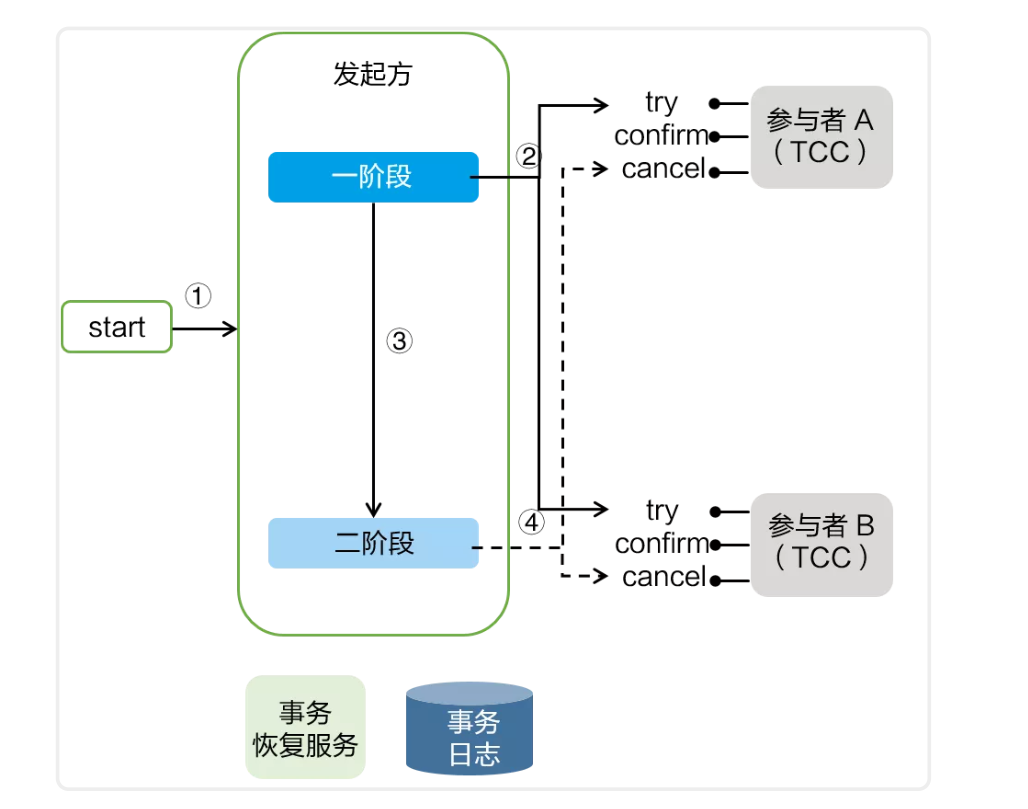 发起方
一阶段
②
try
confirm
cancel
参与者 A
（TCC）
①
start
③
二阶段
④
try
confirm
cancel
参与者 B
（TCC）
事务
恢复服务
事务
日志